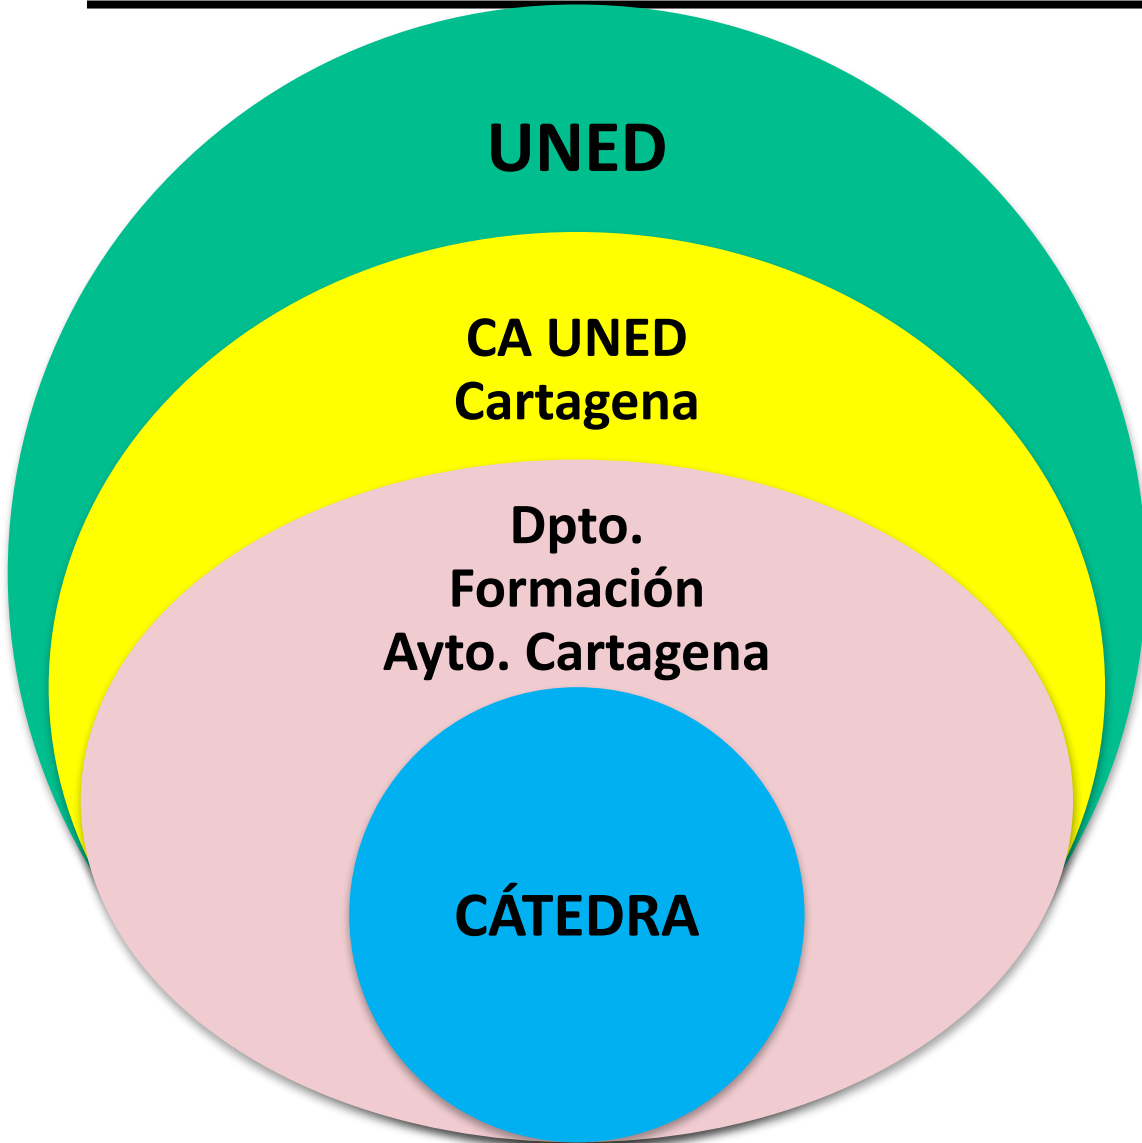 UNED
CA UNED
Cartagena
Dpto.
Formación
Ayto. Cartagena
CÁTEDRA